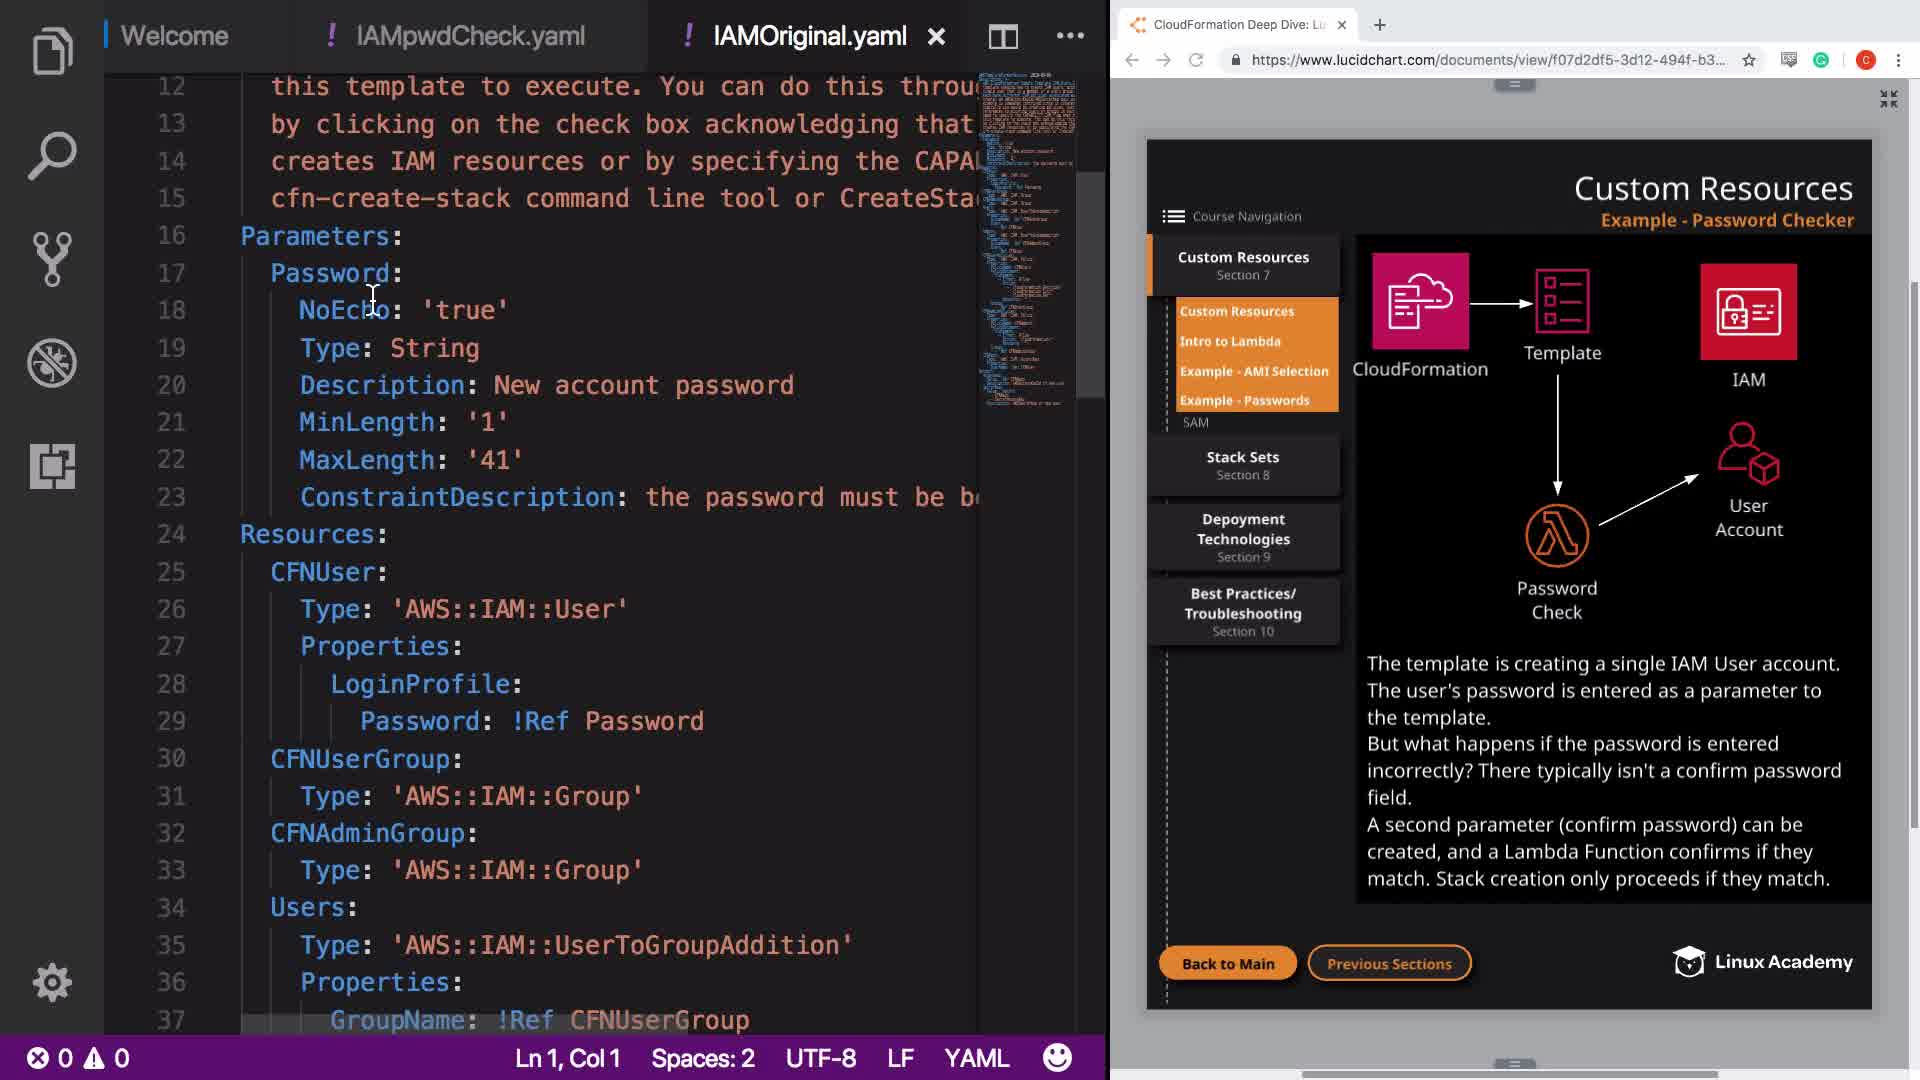 Welcome
! IAMpwdCheck.yaml
! IAMOriginal.yaml
12 this template to execute. You can do this throu
13 by clicking on the check box acknowledging that
14 creates IAM resources or by specifying the CAPA
15 cfn-create-stack command line tool or CreateSta
16 Parameters:
17 Password:
18 NoEcho: 'true'
19 Type: String
20 Description: New account password
21 MinLength: '1'
22 MaxLength: '41'
23 ConstraintDescription: the password must be b
24 Resources:
25 CFNUser:
26 Type: 'AWS::IAM::User'
27 Properties:
28 LoginProfile:
29 Password: !Ref Password
30 CFNUserGroup:
31 Type: 'AWS::IAM::Group'
32 CFNAdminGroup:
33 Type: 'AWS::IAM::Group'
34 Users:
35 Type: 'AWS::IAM::UserToGroupAddition'
36 Properties:
37 GroupName: !Ref CFNUserGroup
0 0
Ln 1, Col 1 Spaces: 2 UTF-8 LF YAML
CloudFormation Deep Dive: Lu
https://www.lucidchart.com/documents/view/f07d2df5-3d12-494f-b3...
C
Custom Resources
Example - Password Checker
Course Navigation
Custom Resources
Section 7
Custom Resources
Intro to Lambda
Example - AMI Selection
Example - Passwords
SAM
Stack Sets
Section 8
Depoyment
Technologies
Section 9
Best Practices/
Troubleshooting
Section 10
CloudFormation
Template
IAM
User
Account
Password
Check
The template is creating a single IAM User account.
The user's password is entered as a parameter to
the template.
But what happens if the password is entered
incorrectly? There typically isn't a confirm password
field.
A second parameter (confirm password) can be
created, and a Lambda Function confirms if they
match. Stack creation only proceeds if they match.
Back to Main
Previous Sections
Linux Academy